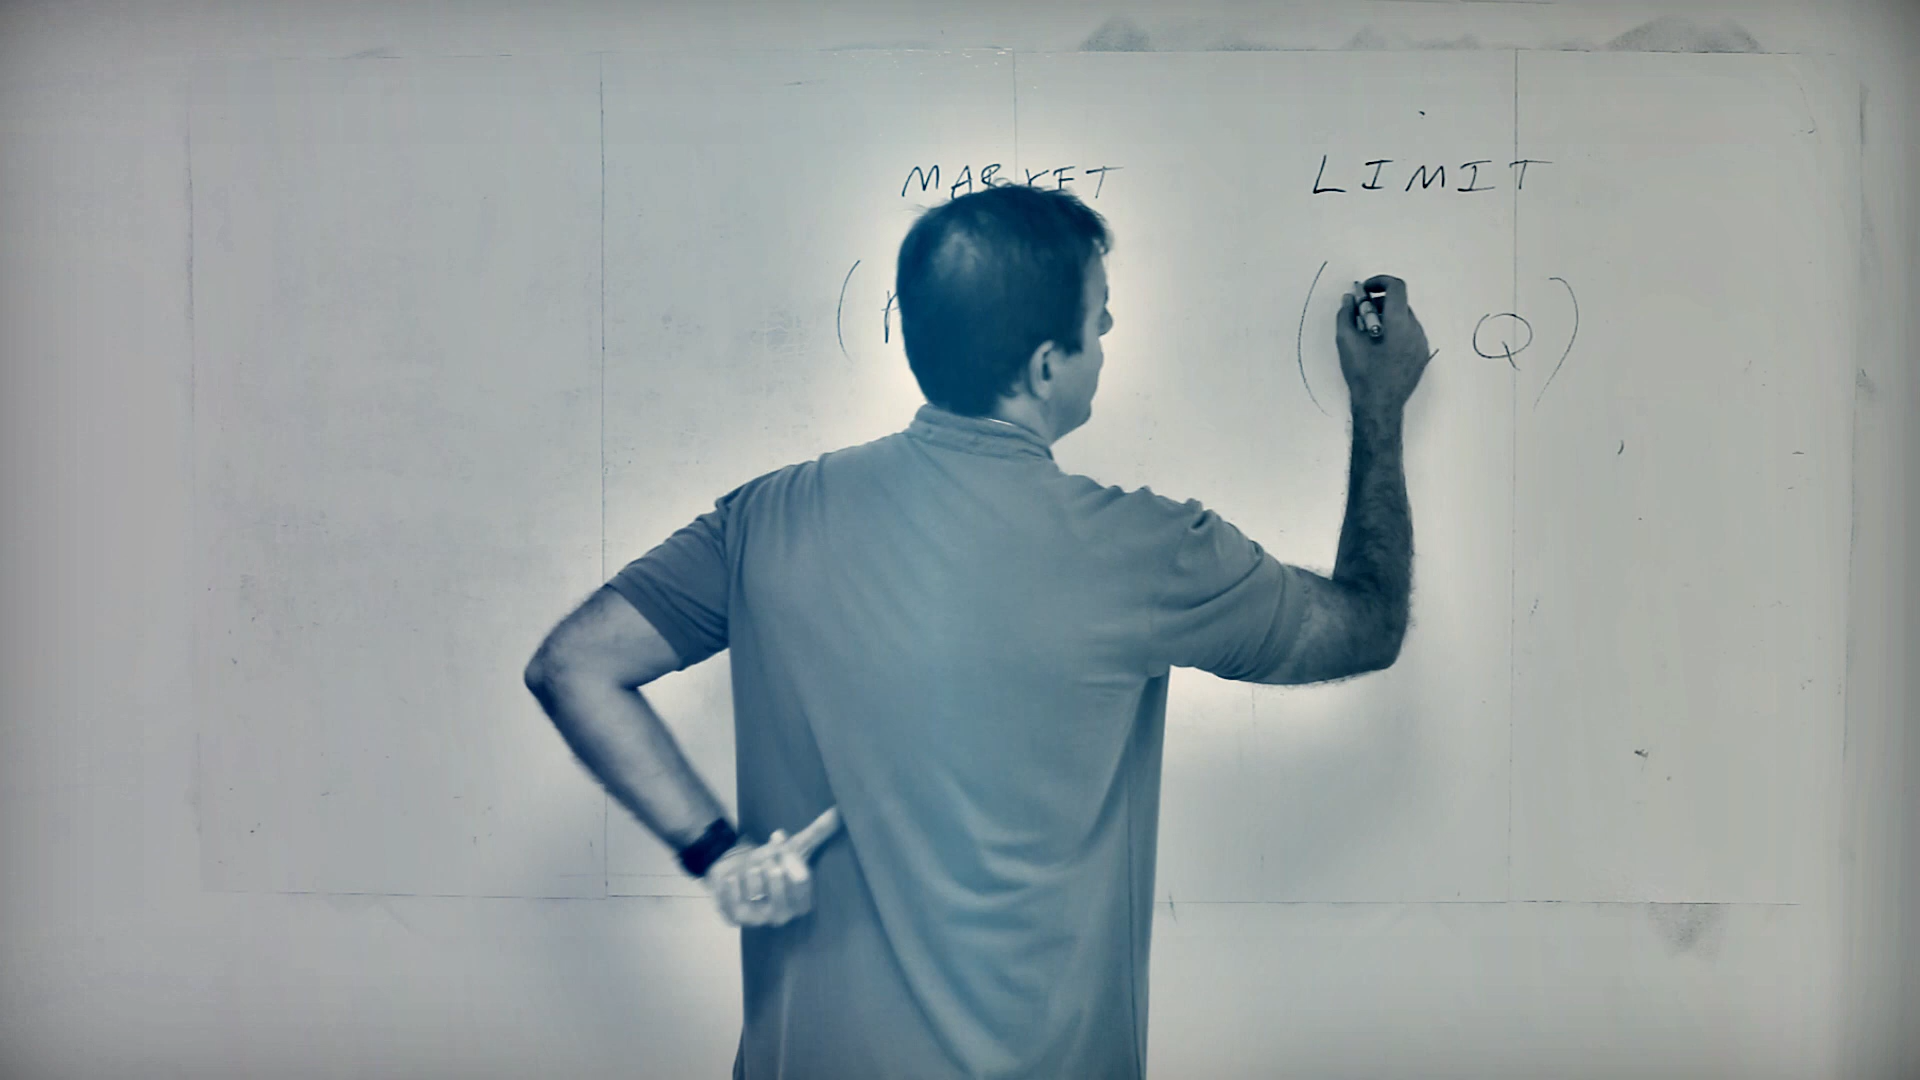 MARKET LIMIT
( ( , Q )